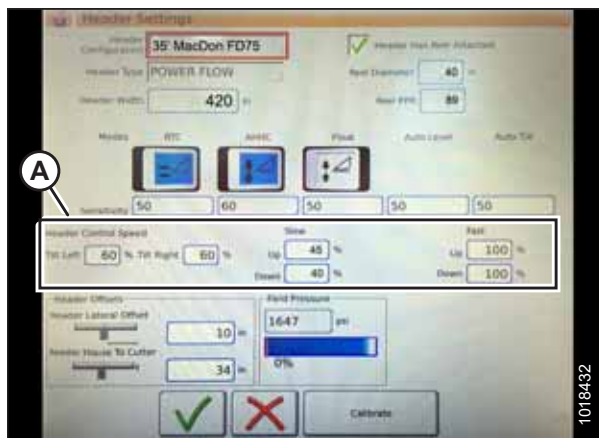 Header Settings
Header Configuration 35' MacDon FD75 Header Has Reel Attached
Header Type POWER FLOW Reel Diameter 40 in
Header Width 420 in Reel PPR 89
Modes RTC AHHC Float Auto Level Auto Tilt
A
Sensitivity 50 60 50 50 50
Header Control Speed Slow Fast
Tilt Left 60 % Tilt Right 60 % Up 45 % Up 100 %
Down 40 % Down 100 %
Header Offsets Field Pressure
Header Lateral Offset 10 in 1647 psi
Feeder House To Cutter 34 in 0%
Calibrate
1018432